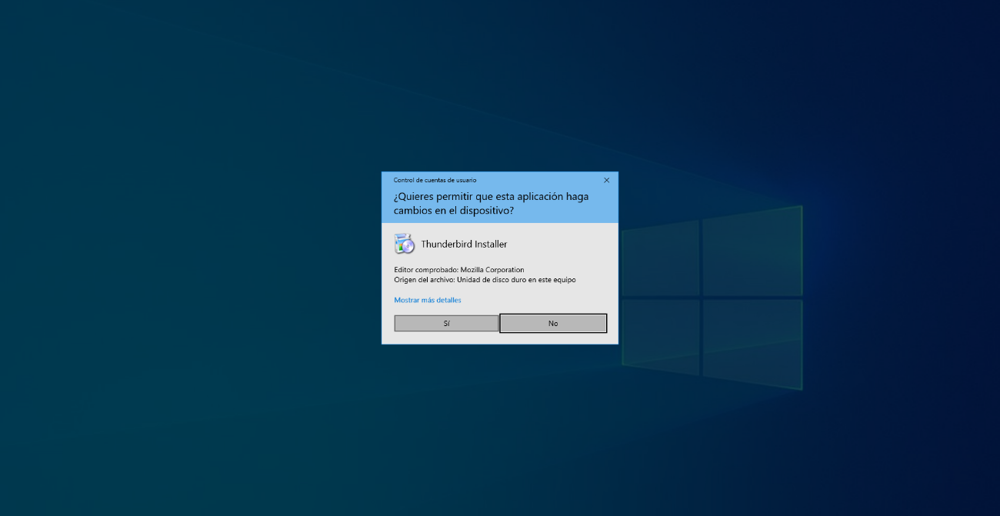 Control de cuentas de usuario
¿Quieres permitir que esta aplicación haga
cambios en el dispositivo?
Thunderbird Installer
Editor comprobado: Mozilla Corporation
Origen del archivo: Unidad de disco duro en este equipo
Mostrar más detalles
Sí No